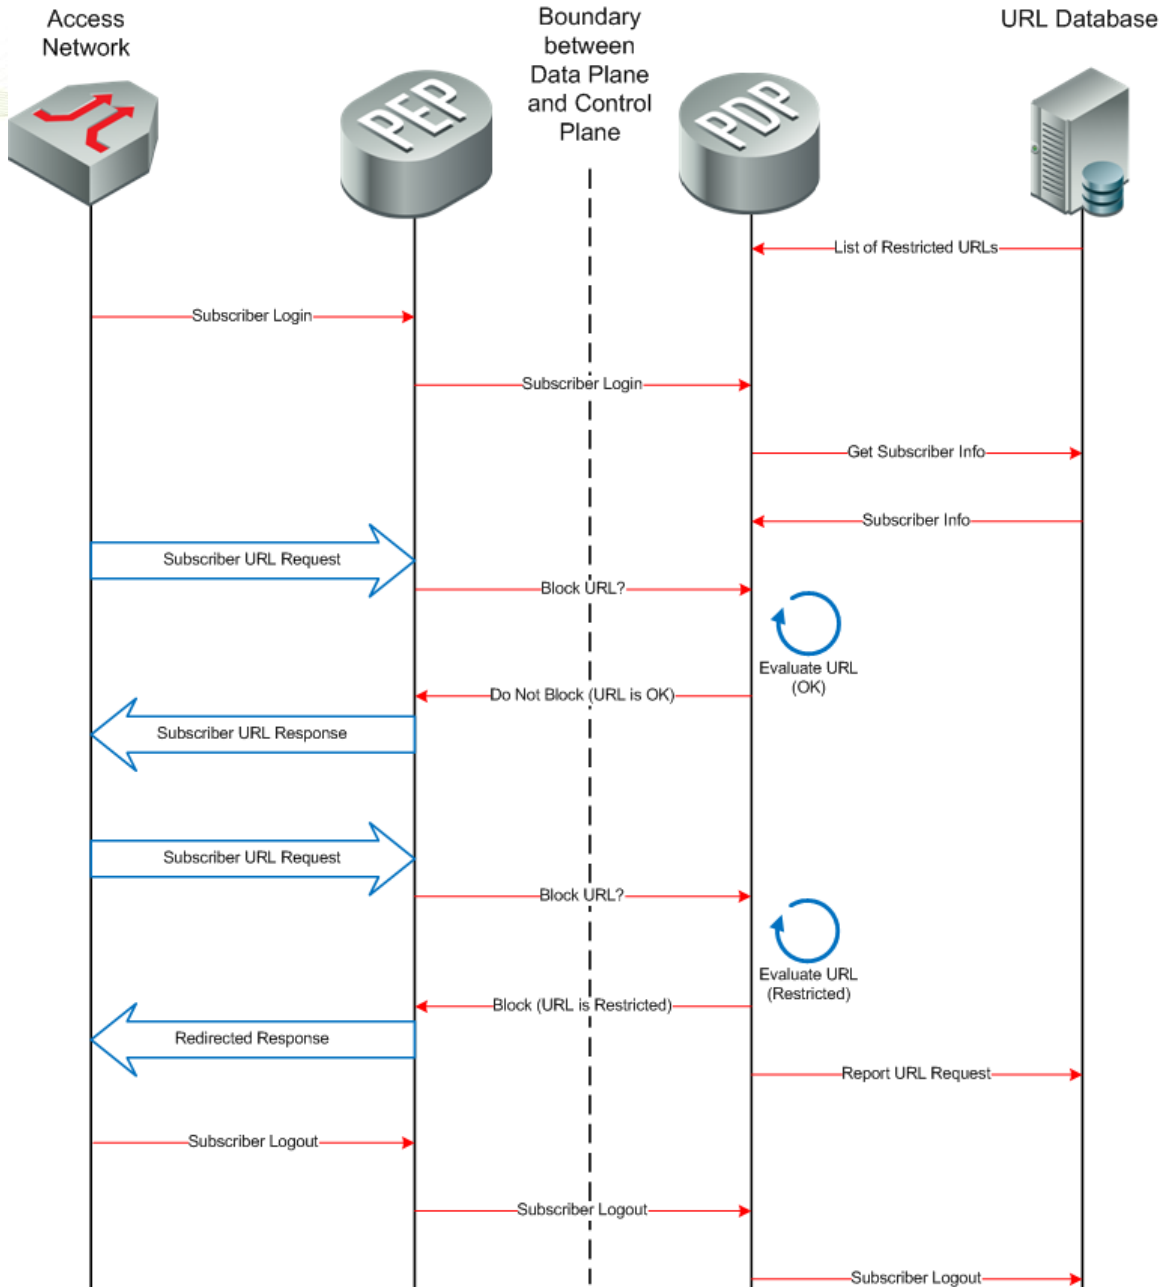 Access
Network
Boundary
between
Data Plane
and Control
Plane
URL Database
PEP
PDP
List of Restricted URLs
Subscriber Login
Subscriber Login
Get Subscriber Info
Subscriber Info
Subscriber URL Request
Block URL?
Evaluate URL
(OK)
Do Not Block (URL is OK)
Subscriber URL Response
Subscriber URL Request
Block URL?
Evaluate URL
(Restricted)
Block (URL is Restricted)
Redirected Response
Report URL Request
Subscriber Logout
Subscriber Logout
Subscriber Logout